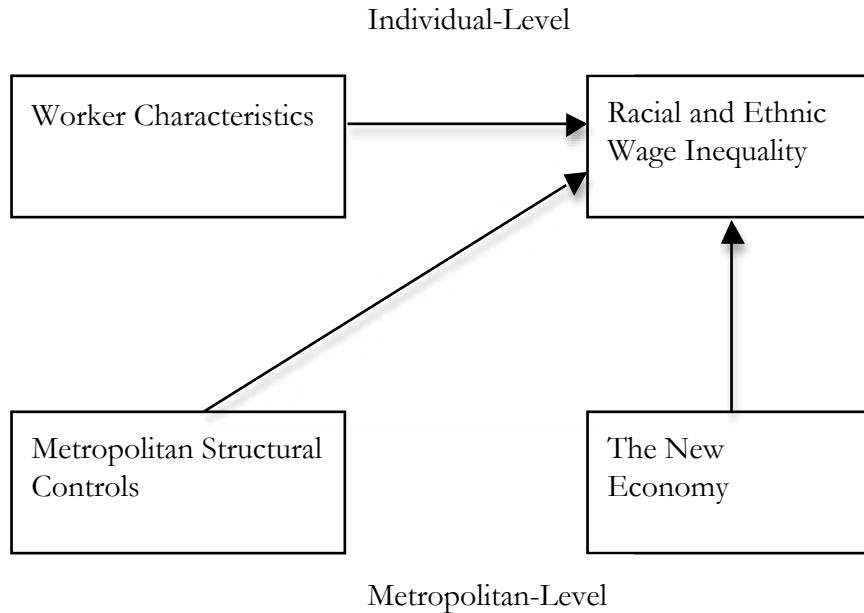 Individual-Level
Worker Characteristics
Racial and Ethnic
Wage Inequality
Metropolitan Structural
Controls
The New
Economy
Metropolitan-Level